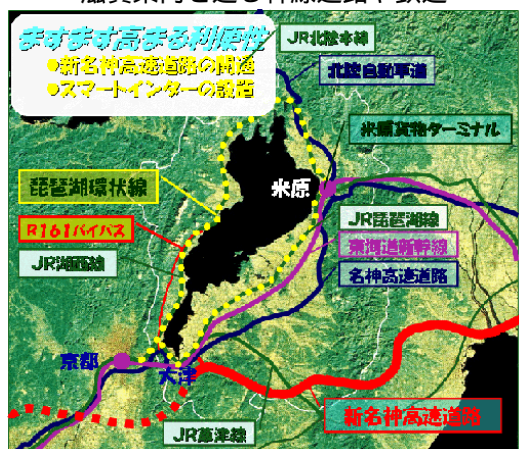 滋賀県内を通る幹線道路や鉄道
ますます高まる利便性
●新名神高速道路の開通
●スマートインターの設置
JR北陸本線
北陸自動車道
米原貨物ターミナル
琵琶湖環状線
米原
R161バイパス
JR琵琶湖線
東海道新幹線
JR湖西線
名神高速道路
京都
大津
新名神高速道路
JR草津線